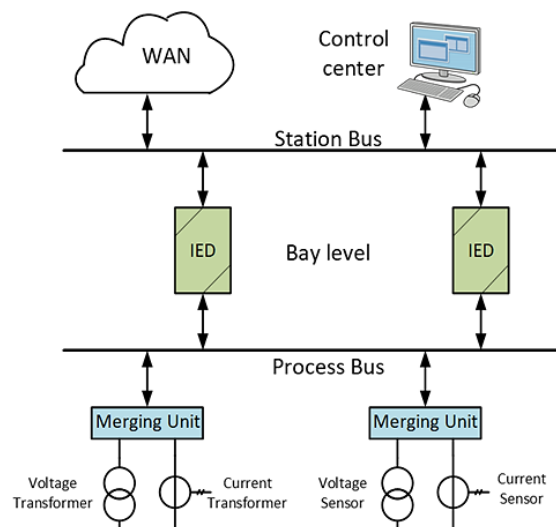 WAN
Control
center
Station Bus
IED
Bay level
IED
Process Bus
Merging Unit
Merging Unit
Voltage
Transformer
Current
Transformer
Voltage
Sensor
Current
Sensor